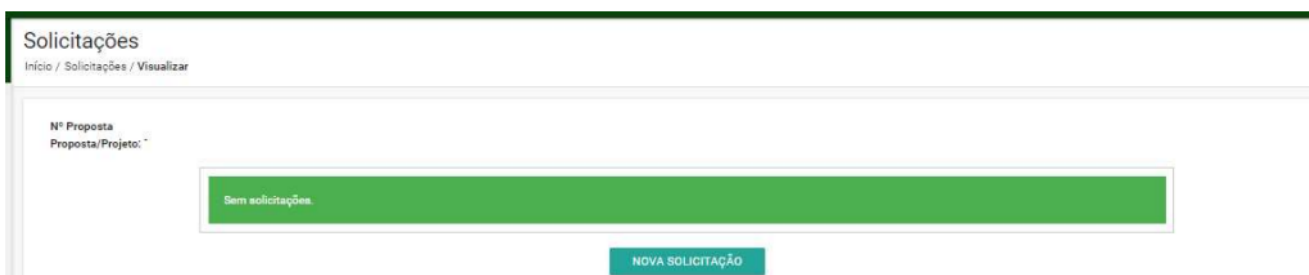 Solicitações
Início / Solicitações / Visualizar
Nº Proposta
Proposta/Projeto: -
Sem solicitações.
NOVA SOLICITAÇÃO